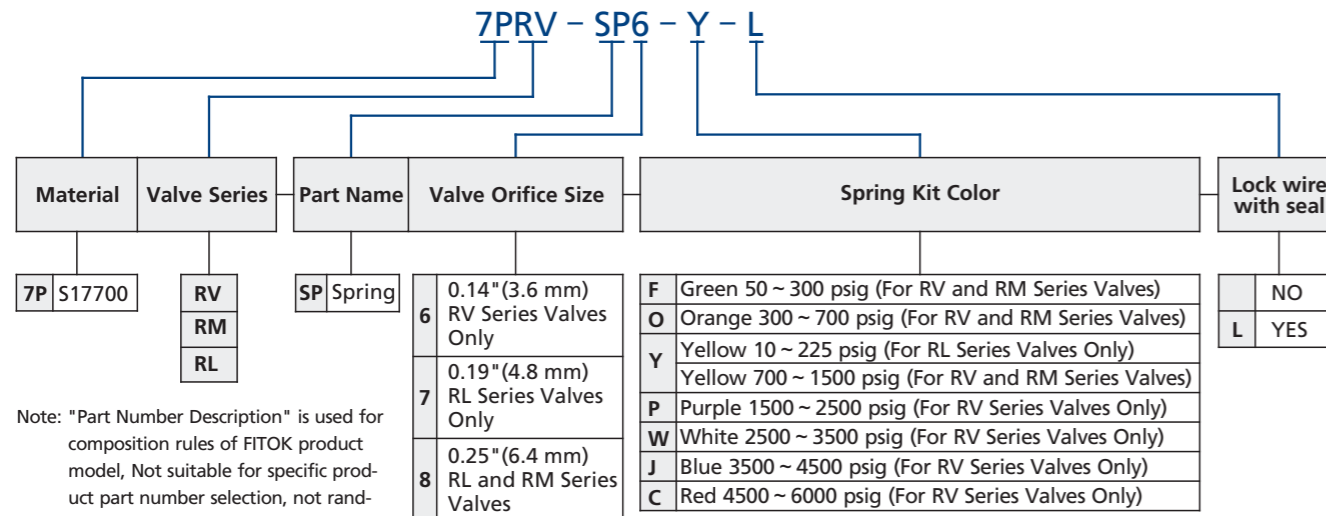 7PRV – SP6 – Y – L
Material
Valve Series
Part Name
Valve Orifice Size
Spring Kit Color
Lock wire
with seal
7P S17700
RV
RM
RL
SP Spring
6 0.14"(3.6 mm)
RV Series Valves
Only
7 0.19"(4.8 mm)
RL Series Valves
Only
8 0.25"(6.4 mm)
RL and RM Series
Valves
F Green 50 ~ 300 psig (For RV and RM Series Valves)
O Orange 300 ~ 700 psig (For RV and RM Series Valves)
Y Yellow 10 ~ 225 psig (For RL Series Valves Only)
Yellow 700 ~ 1500 psig (For RV and RM Series Valves)
P Purple 1500 ~ 2500 psig (For RV Series Valves Only)
W White 2500 ~ 3500 psig (For RV Series Valves Only)
J Blue 3500 ~ 4500 psig (For RV Series Valves Only)
C Red 4500 ~ 6000 psig (For RV Series Valves Only)
NO
L YES
Note: "Part Number Description" is used for
composition rules of FITOK product
model, Not suitable for specific prod-
uct part number selection, not rand-